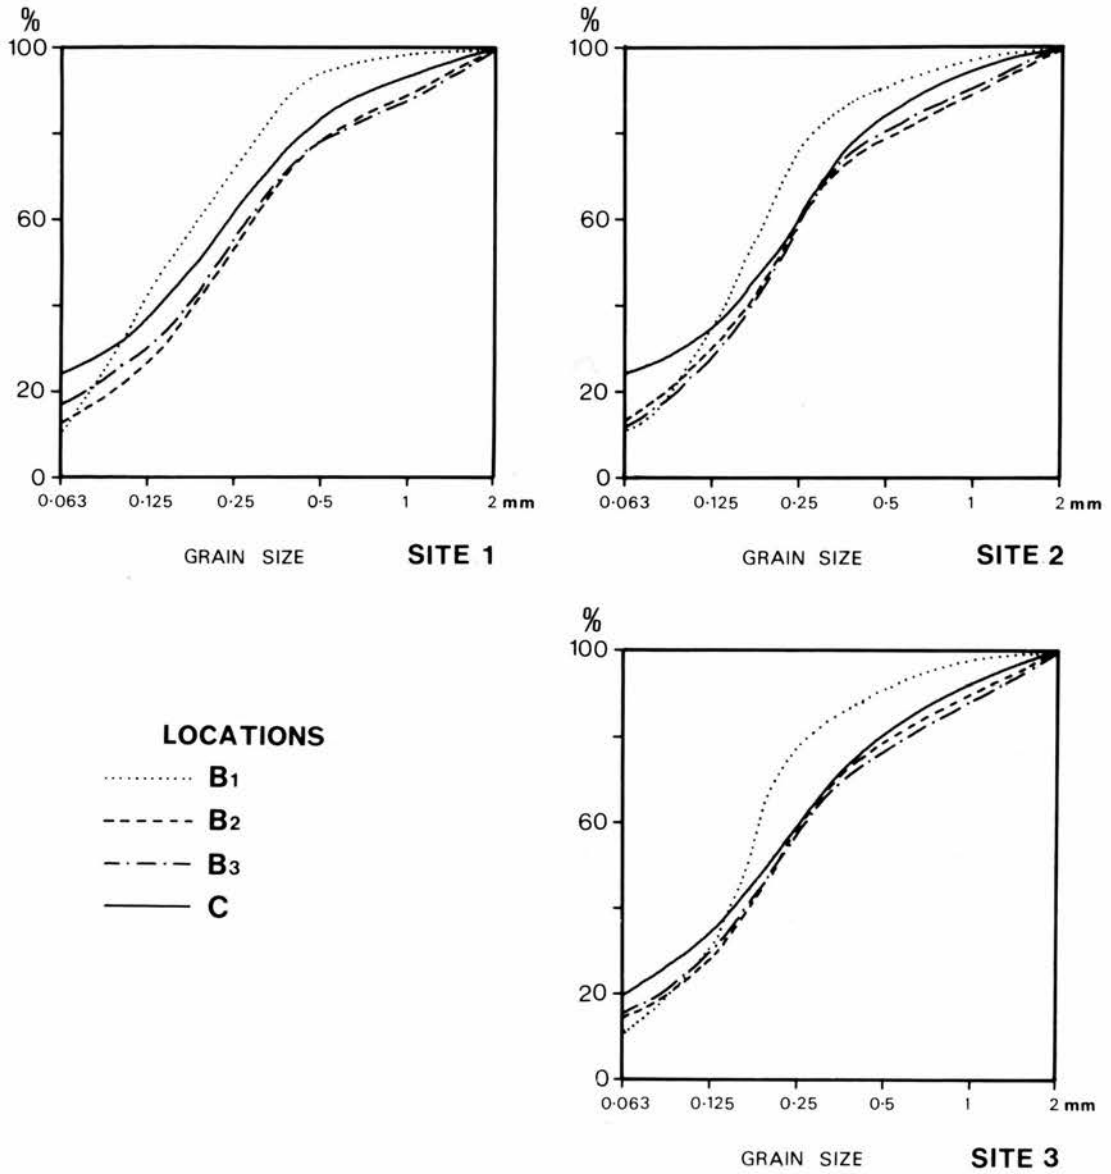 %
100
60
20
0
0·063 0·125 0·25 0·5 1 2 mm
GRAIN SIZE SITE 1
%
100
60
20
0
0·063 0·125 0·25 0·5 1 2 mm
GRAIN SIZE SITE 2
LOCATIONS
B1
B2
B3
C
%
100
60
20
0
0·063 0·125 0·25 0·5 1 2 mm
GRAIN SIZE SITE 3